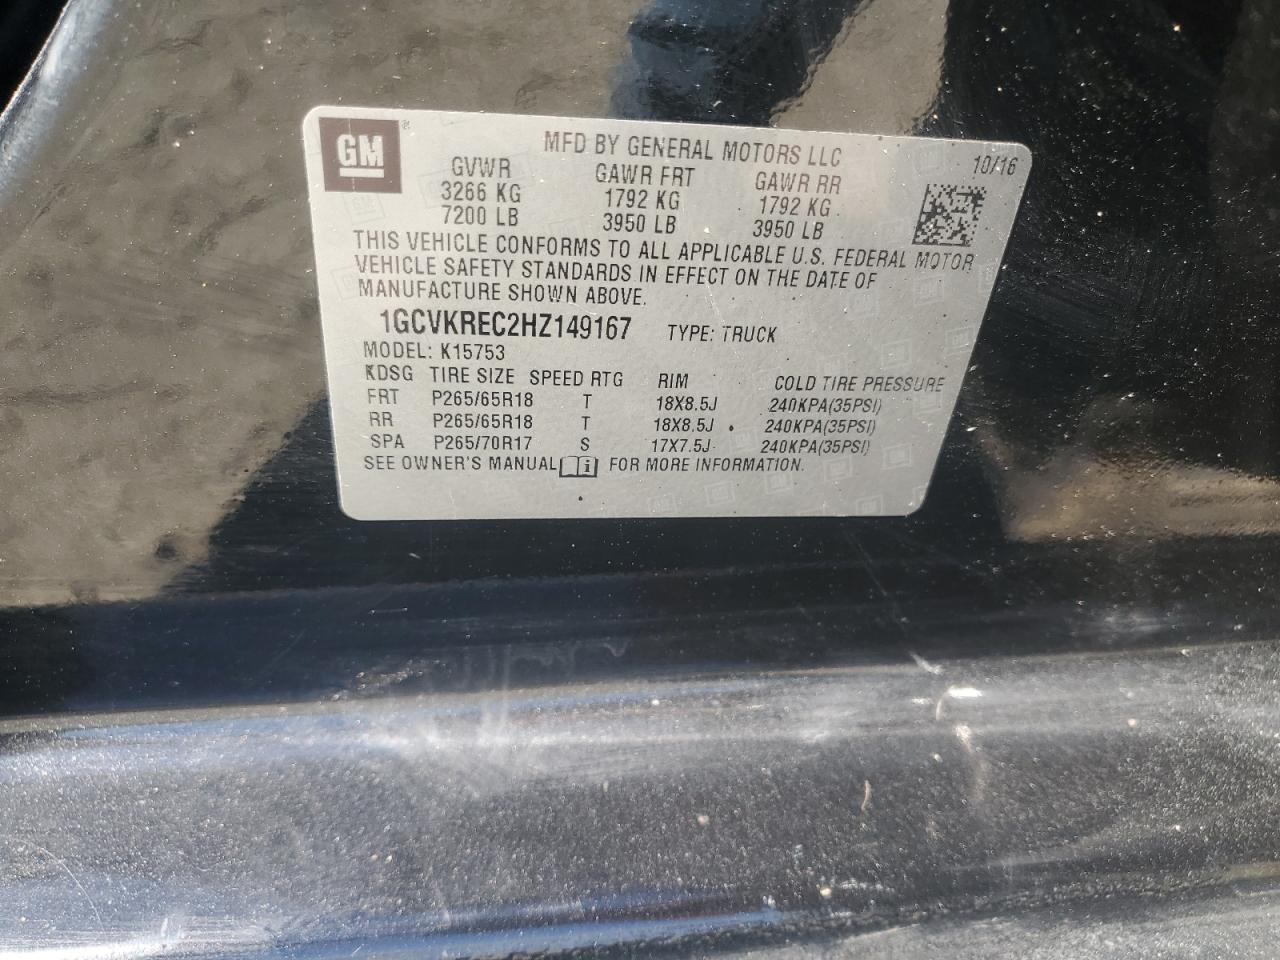 GM®
MFD BY GENERAL MOTORS LLC
10/16
GVWR GAWR FRT GAWR RR
3266 KG 1792 KG 1792 KG
7200 LB 3950 LB 3950 LB
THIS VEHICLE CONFORMS TO ALL APPLICABLE U.S. FEDERAL MOTOR
VEHICLE SAFETY STANDARDS IN EFFECT ON THE DATE OF
MANUFACTURE SHOWN ABOVE.
1GCVKREC2HZ149167 TYPE: TRUCK
MODEL: K15753
KDSG TIRE SIZE SPEED RTG RIM COLD TIRE PRESSURE
FRT P265/65R18 T 18X8.5J 240KPA(35PSI)
RR P265/65R18 T 18X8.5J 240KPA(35PSI)
SPA P265/70R17 S 17X7.5J 240KPA(35PSI)
SEE OWNER'S MANUAL i FOR MORE INFORMATION.